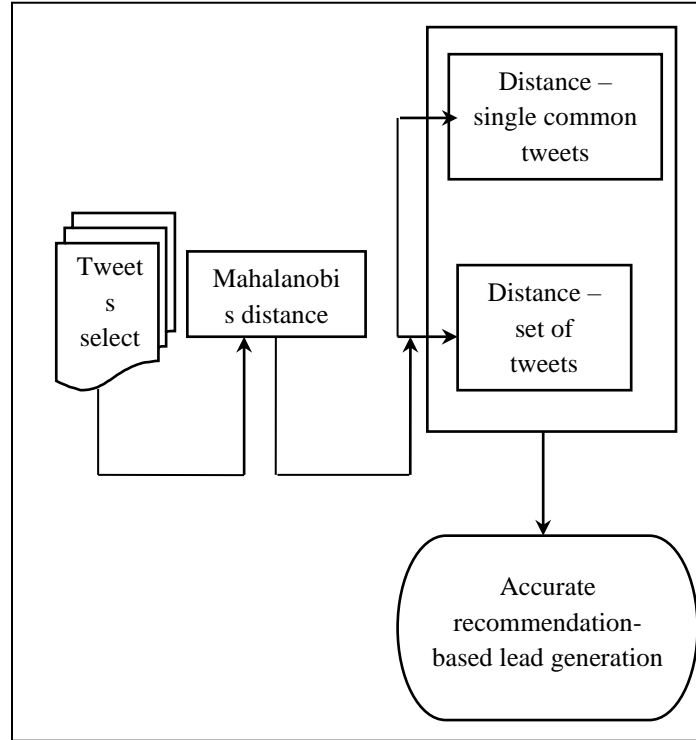 Tweet
s
select
Mahalanobi
s distance
Distance –
single common
tweets
Distance –
set of
tweets
Accurate
recommendation-
based lead generation